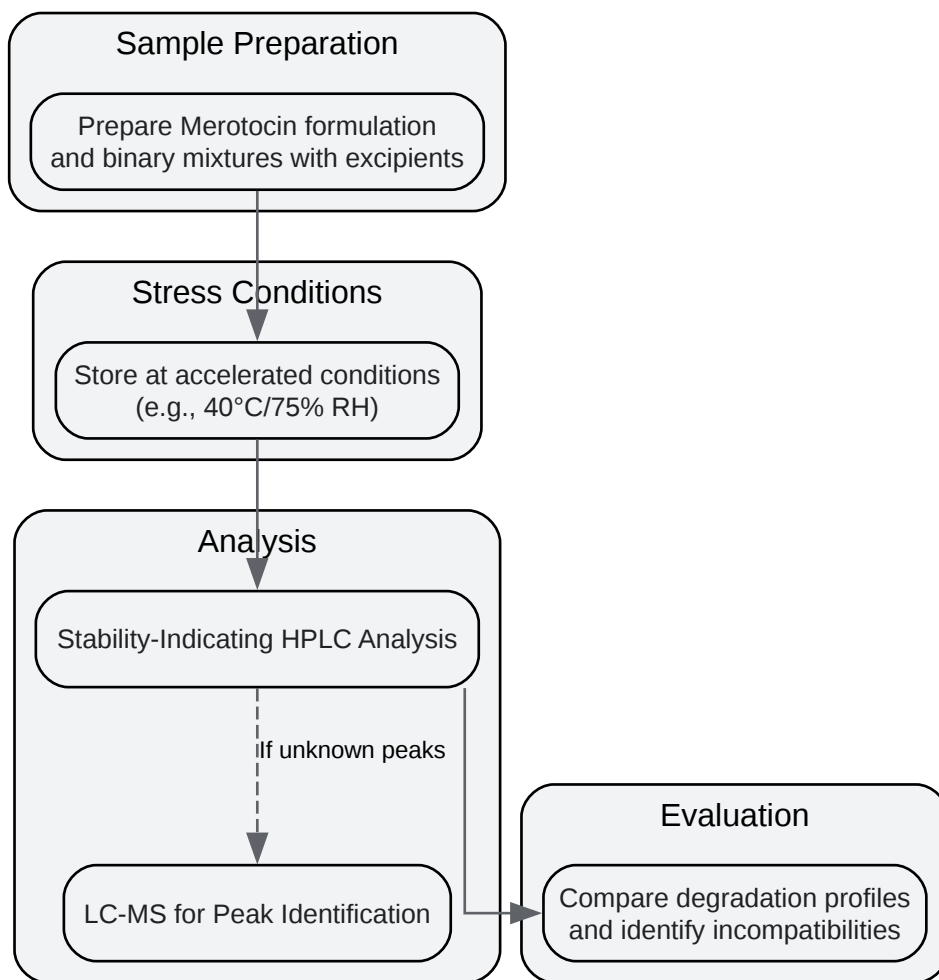 Sample Preparation
Prepare Merotocin formulation
and binary mixtures with excipients
Stress Conditions
Store at accelerated conditions
(e.g., 40°C/75% RH)
Analysis
Stability-Indicating HPLC Analysis
If unknown peaks
LC-MS for Peak Identification
Evaluation
Compare degradation profiles
and identify incompatibilities